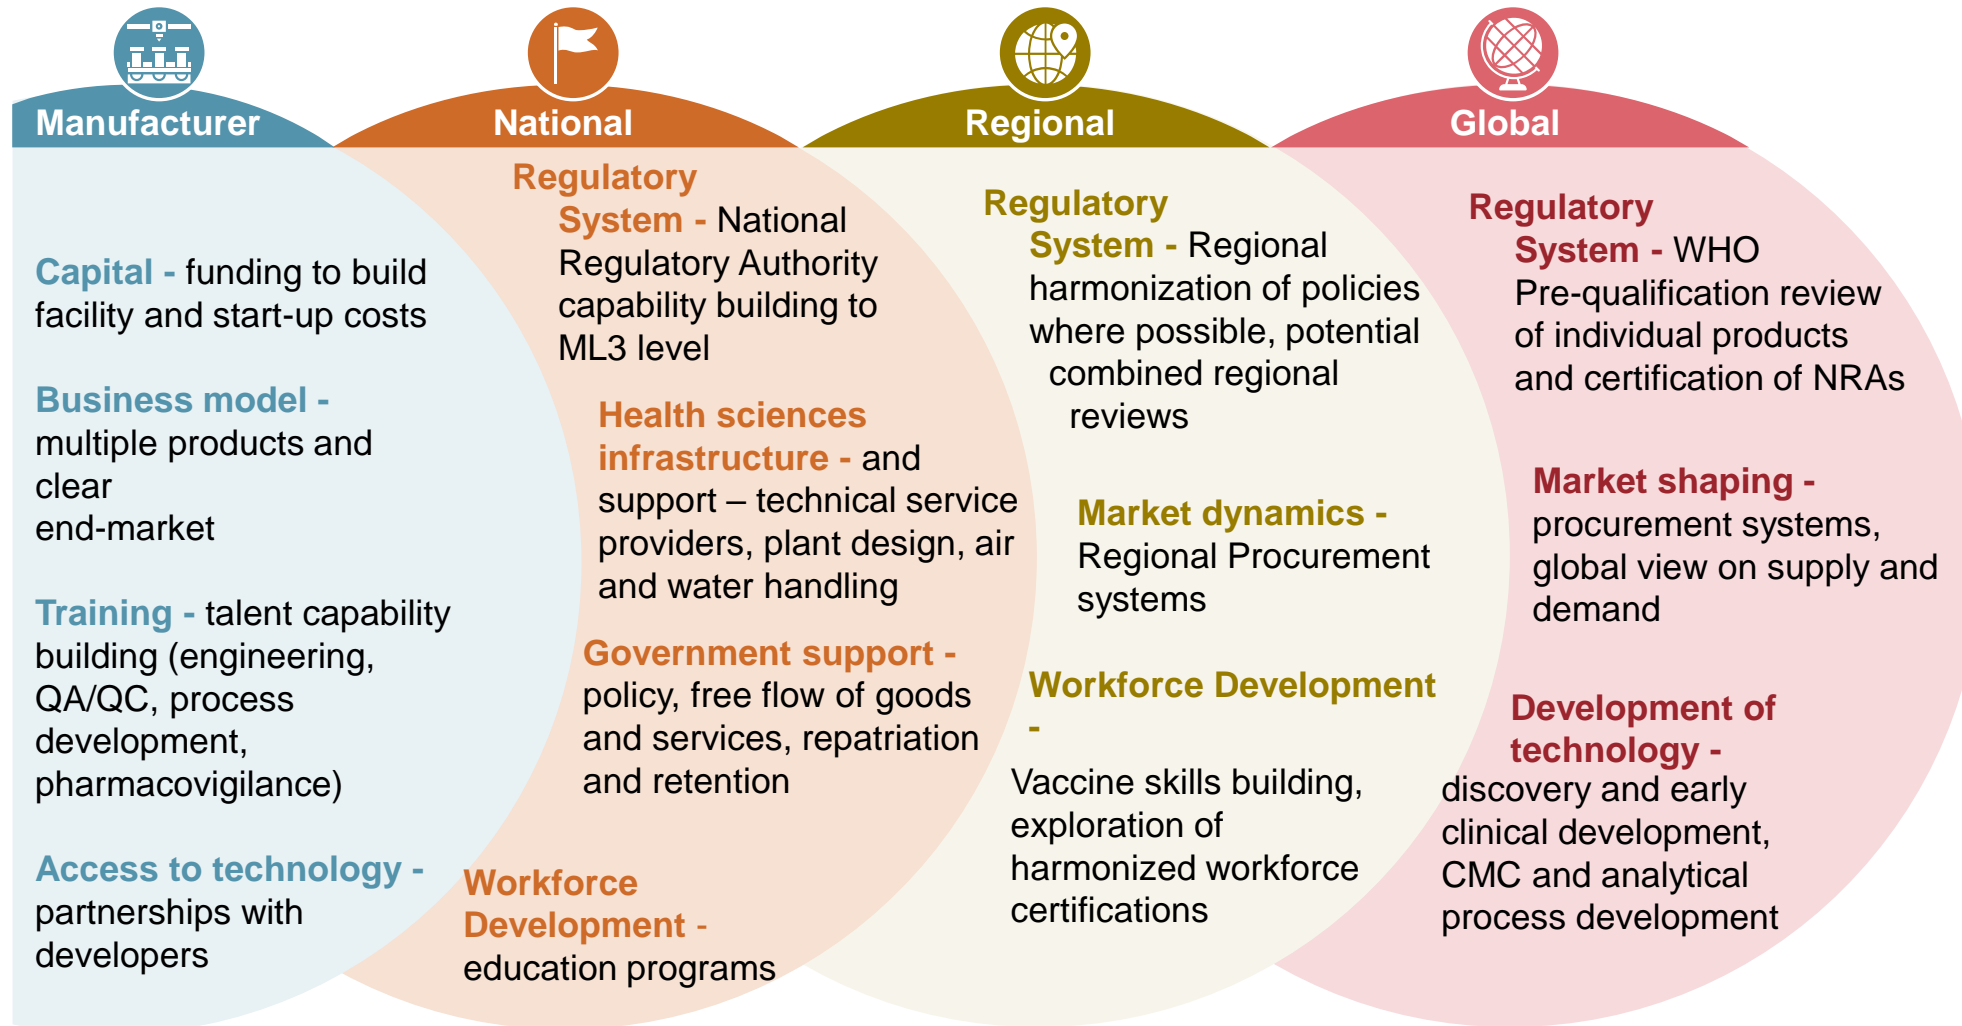 Manufacturer
Capital - funding to build
facility and start-up costs
Business model -
multiple products and
clear
end-market
Training - talent capability
building (engineering,
QA/QC, process
development,
pharmacovigilance)
Access to technology -
partnerships with
developers
National
Regulatory
System - National
Regulatory Authority
capability building to
ML3 level
Health sciences
infrastructure - and
support – technical service
providers, plant design, air
and water handling
Government support -
policy, free flow of goods
and services, repatriation
and retention
Workforce
Development -
education programs
Regional
Regulatory
System - Regional
harmonization of policies
where possible, potential
combined regional
reviews
Market dynamics -
Regional Procurement
systems
Workforce Development
-
Vaccine skills building,
exploration of
harmonized workforce
certifications
Global
Regulatory
System - WHO
Pre-qualification review
of individual products
and certification of NRAs
Market shaping -
procurement systems,
global view on supply and
demand
Development of
technology -
discovery and early
clinical development,
CMC and analytical
process development